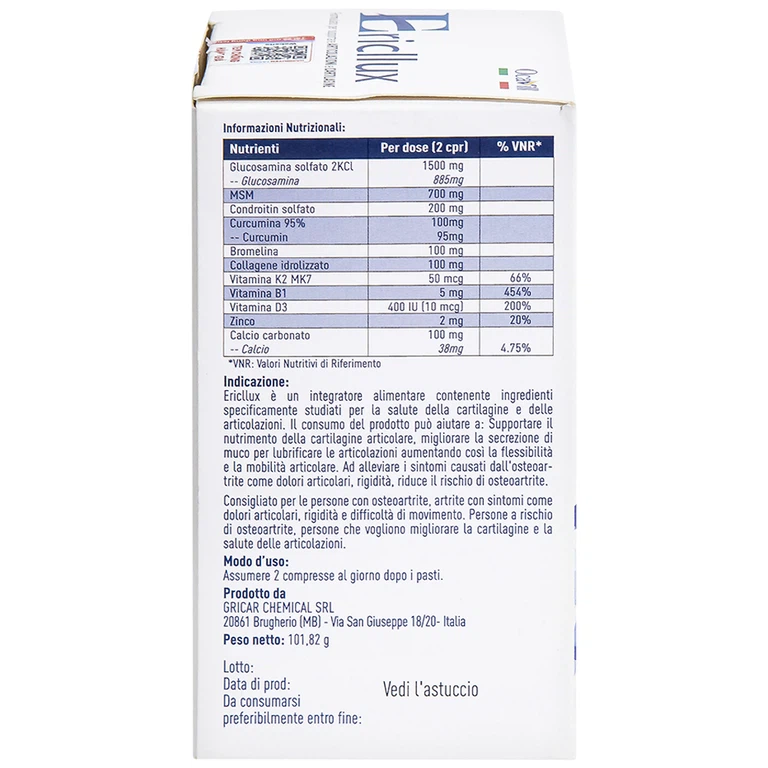 Ericllux
Ocavill
Informazioni Nutrizionali:
Nutrienti Per dose (2 cpr) % VNR*
Glucosamina solfato 2KCl 1500 mg
-- Glucosamina 885mg
MSM 700 mg
Condroitin solfato 200 mg
Curcumina 95% 100mg
-- Curcumin 95mg
Bromelina 100 mg
Collagene idrolizzato 100 mg
Vitamina K2 MK7 50 mcg 66%
Vitamina B1 5 mg 454%
Vitamina D3 400 IU (10 mcg) 200%
Zinco 2 mg 20%
Calcio carbonato 100 mg
-- Calcio 38mg 4.75%
*VNR: Valori Nutritivi di Riferimento
Indicazione:
Ericllux è un integratore alimentare contenente ingredienti
specificamente studiati per la salute della cartilagine e delle
articolazioni. Il consumo del prodotto può aiutare a: Supportare il
nutrimento della cartilagine articolare, migliorare la secrezione di
muco per lubrificare le articolazioni aumentando così la flessibilità
e la mobilità articolare. Ad alleviare i sintomi causati dall'osteoar-
trite come dolori articolari, rigidità, riduce il rischio di osteoartrite.
Consigliato per le persone con osteoartrite, artrite con sintomi come
dolori articolari, rigidità e difficoltà di movimento. Persone a rischio
di osteoartrite, persone che vogliono migliorare la cartilagine e la
salute delle articolazioni.
Modo d'uso:
Assumere 2 compresse al giorno dopo i pasti.
Prodotto da
GRICAR CHEMICAL SRL
20861 Brugherio (MB) - Via San Giuseppe 18/20- Italia
Peso netto: 101,82 g
Lotto:
Data di prod:
Da consumarsi
preferibilmente entro fine:
Vedi l'astuccio